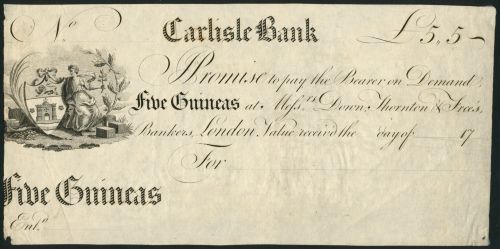 No.
Carlisle Bank
£5,5
I Promise to pay the Bearer on Demand
Five Guineas at Mess.rs Down, Thornton & Free's,
Bankers, London, Value receiv'd the day of 17
For
Five Guineas
Ent.d